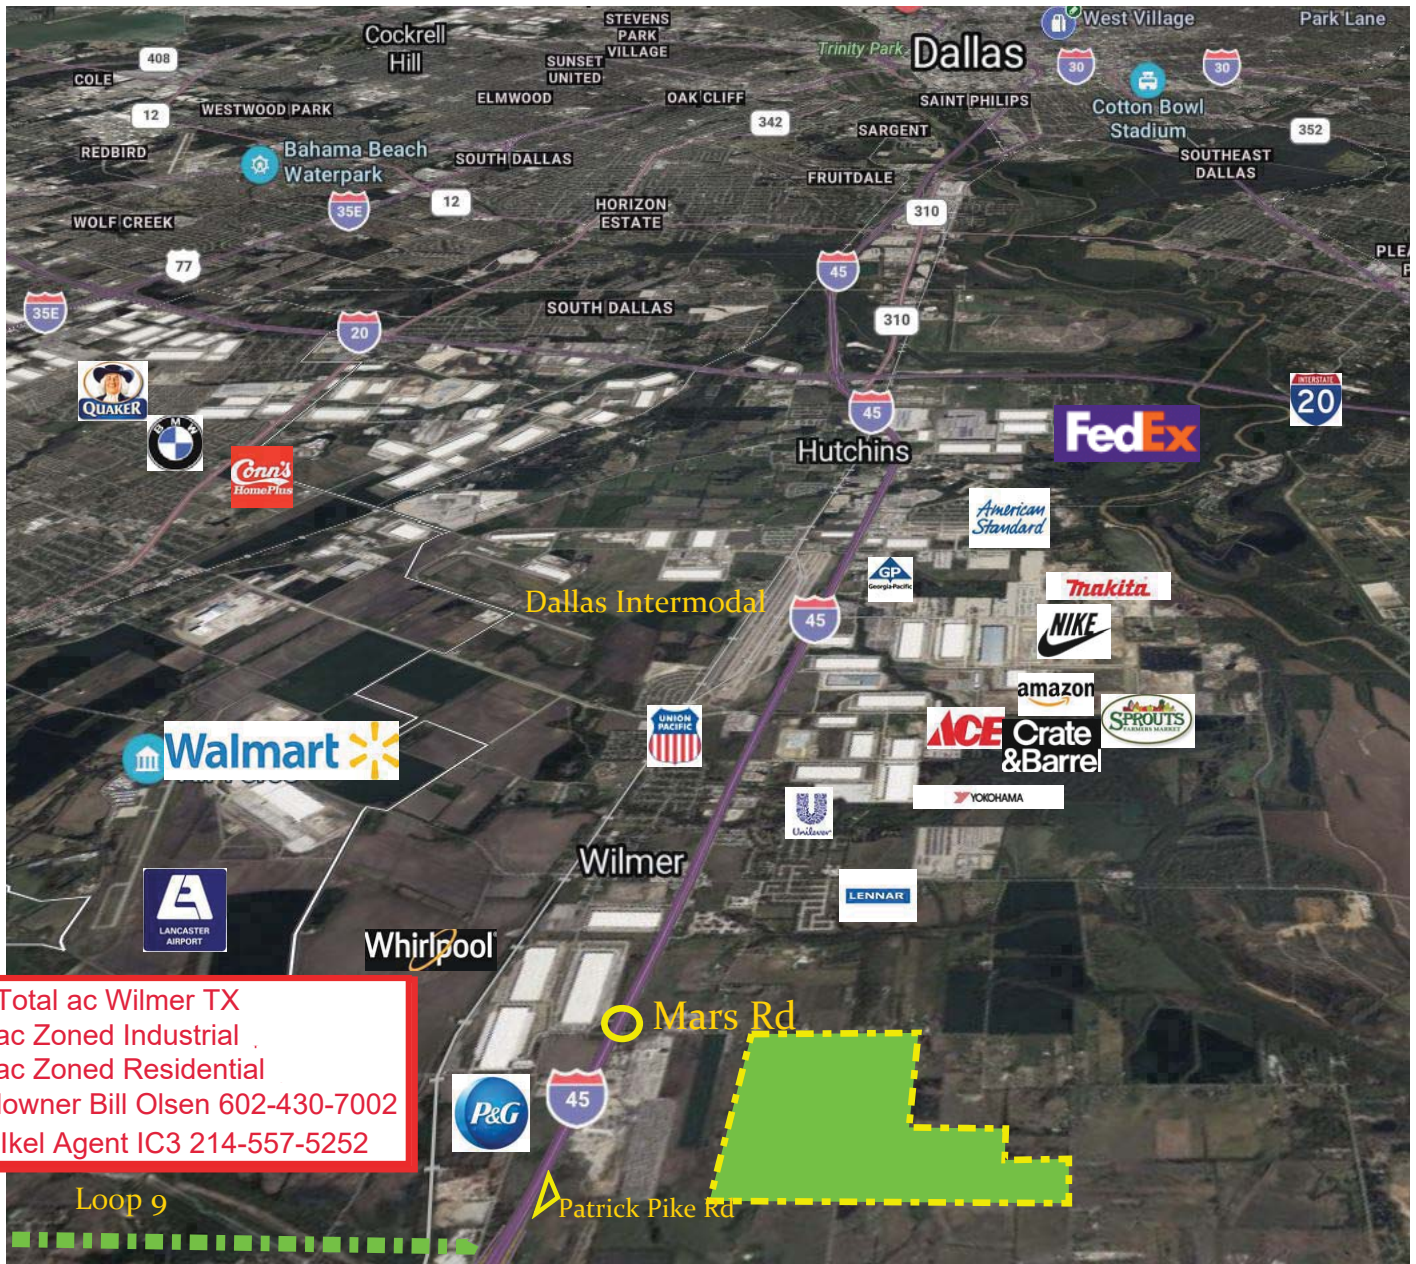 STEVENS
PARK
VILLAGE
West Village
Park Lane
Cockrell
Hill
Trinity Park
Dallas
408
COLE
SUNSET
UNITED
30
30
Cotton Bowl
Stadium
12
WESTWOOD PARK
ELMWOOD
OAK CLIFF
SAINT PHILIPS
342
SARGENT
352
REDBIRD
Bahama Beach
Waterpark
SOUTH DALLAS
SOUTHEAST
DALLAS
FRUITDALE
35E
12
HORIZON
ESTATE
310
WOLF CREEK
77
45
PLEA
P
35E
20
SOUTH DALLAS
310
QUAKER
BMW
Conn's
HomePlus
45
Hutchins
FedEx
INTERSTATE
20
American
Standard
GP
Georgia-Pacific
makita
Dallas Intermodal
45
NIKE
amazon
SPROUTS
FARMERS MARKET
UNION
PACIFIC
ACE
Crate
&Barrel
Walmart
YOKOHAMA
Unilever
Wilmer
LENNAR
LANCASTER
AIRPORT
Whirlpool
Total ac Wilmer TX
ac Zoned Industrial
ac Zoned Residential
lowner Bill Olsen 602-430-7002
lkel Agent IC3 214-557-5252
Mars Rd
P&G
45
Loop 9
Patrick Pike Rd